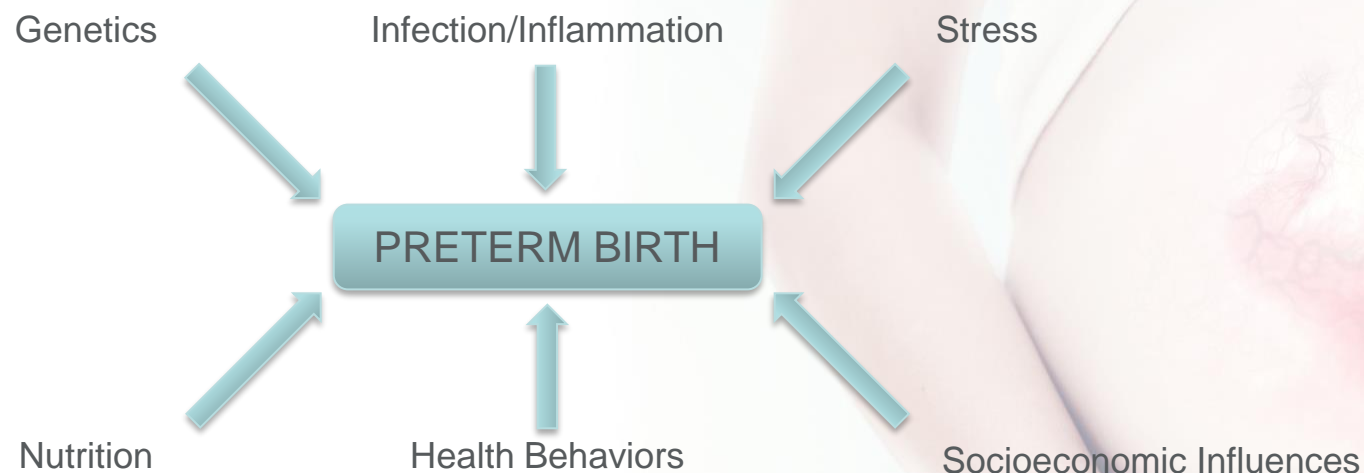 Genetics
Infection/Inflammation
Stress
PRETERM BIRTH
Nutrition
Health Behaviors
Socioeconomic Influences